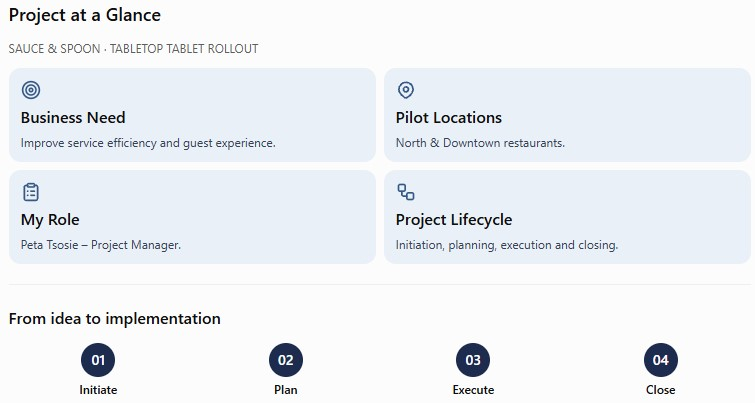 Project at a Glance
SAUCE & SPOON · TABLETOP TABLET ROLLOUT
Business Need
Improve service efficiency and guest experience.
Pilot Locations
North & Downtown restaurants.
My Role
Peta Tsosie – Project Manager.
Project Lifecycle
Initiation, planning, execution and closing.
From idea to implementation
01
Initiate
02
Plan
03
Execute
04
Close